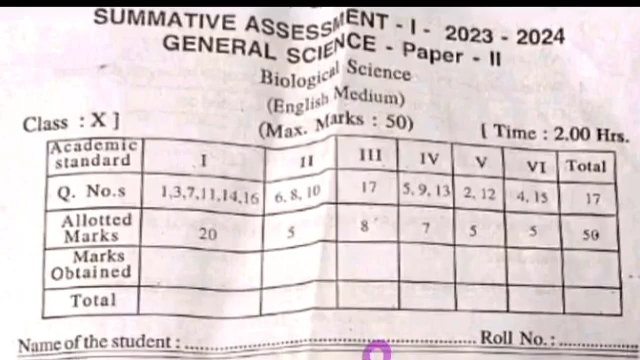 SUMMATIVE ASSESSMENT - I - 2023 - 2024
GENERAL SCIENCE - Paper - II
Biological Science
(English Medium)
Class : X ] (Max. Marks : 50) [ Time : 2.00 Hrs.
Academic standard I II III IV V VI Total
Q. No.s 1,3,7,11,14,16 6, 8, 10 17 5, 9, 13 2, 12 4, 15 17
Allotted Marks 20 5 8 7 5 5 50
Marks Obtained
Total
Name of the student : ........................ Roll No.: ............